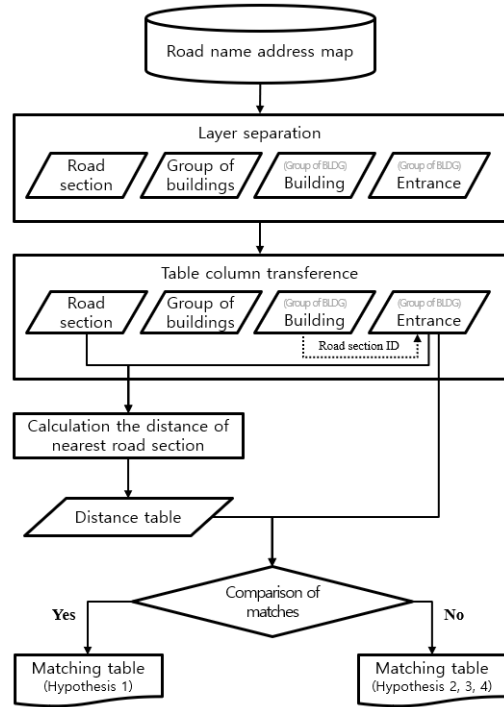 Road name address map
Layer separation
Road
section
Group of
buildings
(Group of BLDG)
Building
(Group of BLDG)
Entrance
Table column transference
Road
section
Group of
buildings
(Group of BLDG)
Building
(Group of BLDG)
Entrance
Road section ID
Calculation the distance of
nearest road section
Distance table
Comparison of
matches
Yes
No
Matching table
(Hypothesis 1)
Matching table
(Hypothesis 2, 3, 4)